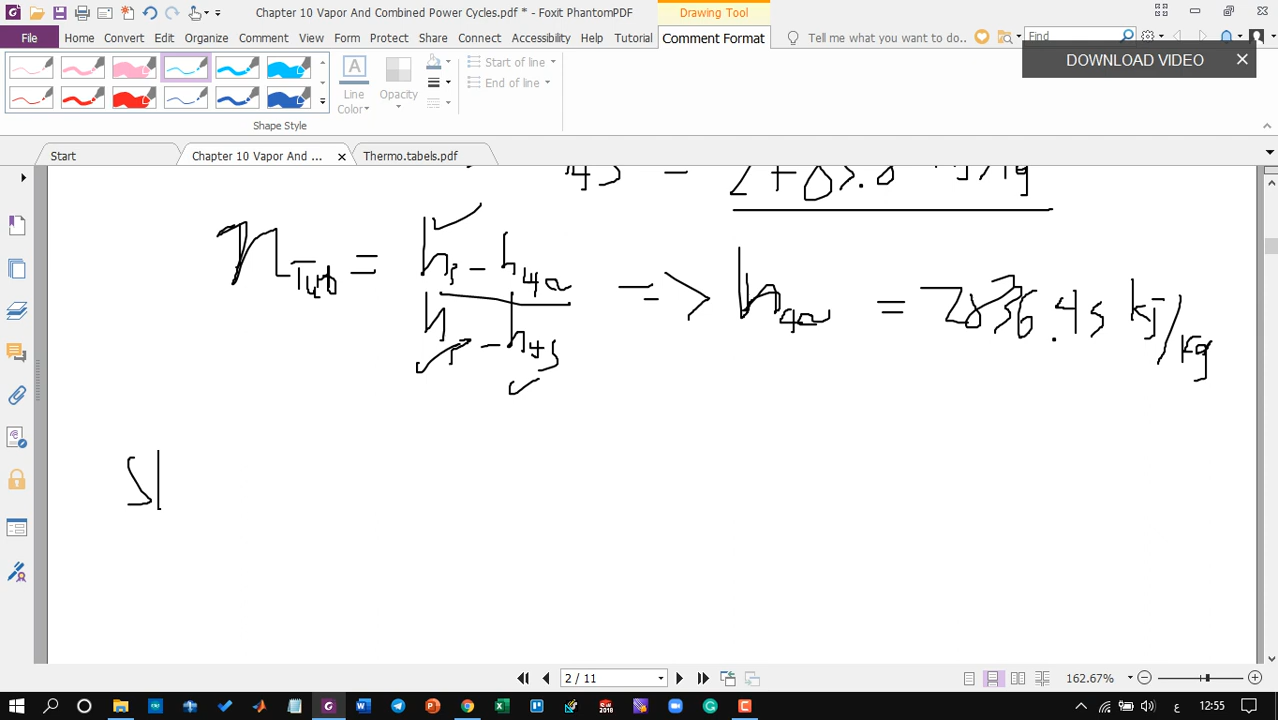 Chapter 10 Vapor And Combined Power Cycles.pdf * - Foxit PhantomPDF
Drawing Tool
File Home Convert Edit Organize Comment View Form Protect Share Connect Accessibility Help Tutorial Comment Format Tell me what you want to do.. Find
DOWNLOAD VIDEO
Line Color Opacity Start of line End of line
Shape Style
Start Chapter 10 Vapor And ... Thermo.tabels.pdf
η Turb = h₃ - h4a / h₃ - h4s => h4a = 2836.45 kJ/kg
2 / 11 162.67%
12:55